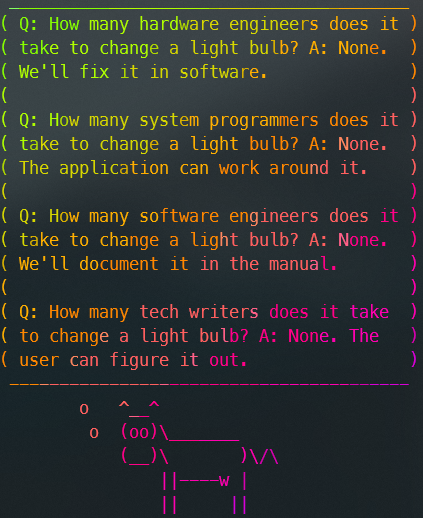 ( Q: How many hardware engineers does it )
( take to change a light bulb? A: None.  )
( We'll fix it in software.              )
(                                        )
( Q: How many system programmers does it )
( take to change a light bulb? A: None.  )
( The application can work around it.    )
(                                        )
( Q: How many software engineers does it )
( take to change a light bulb? A: None.  )
( We'll document it in the manual.       )
(                                        )
( Q: How many tech writers does it take  )
( to change a light bulb? A: None. The   )
( user can figure it out.                )
----------------------------------------
        o   ^__^
         o  (oo)\_______
            (__)\       )\/\
                ||----w |
                ||     ||